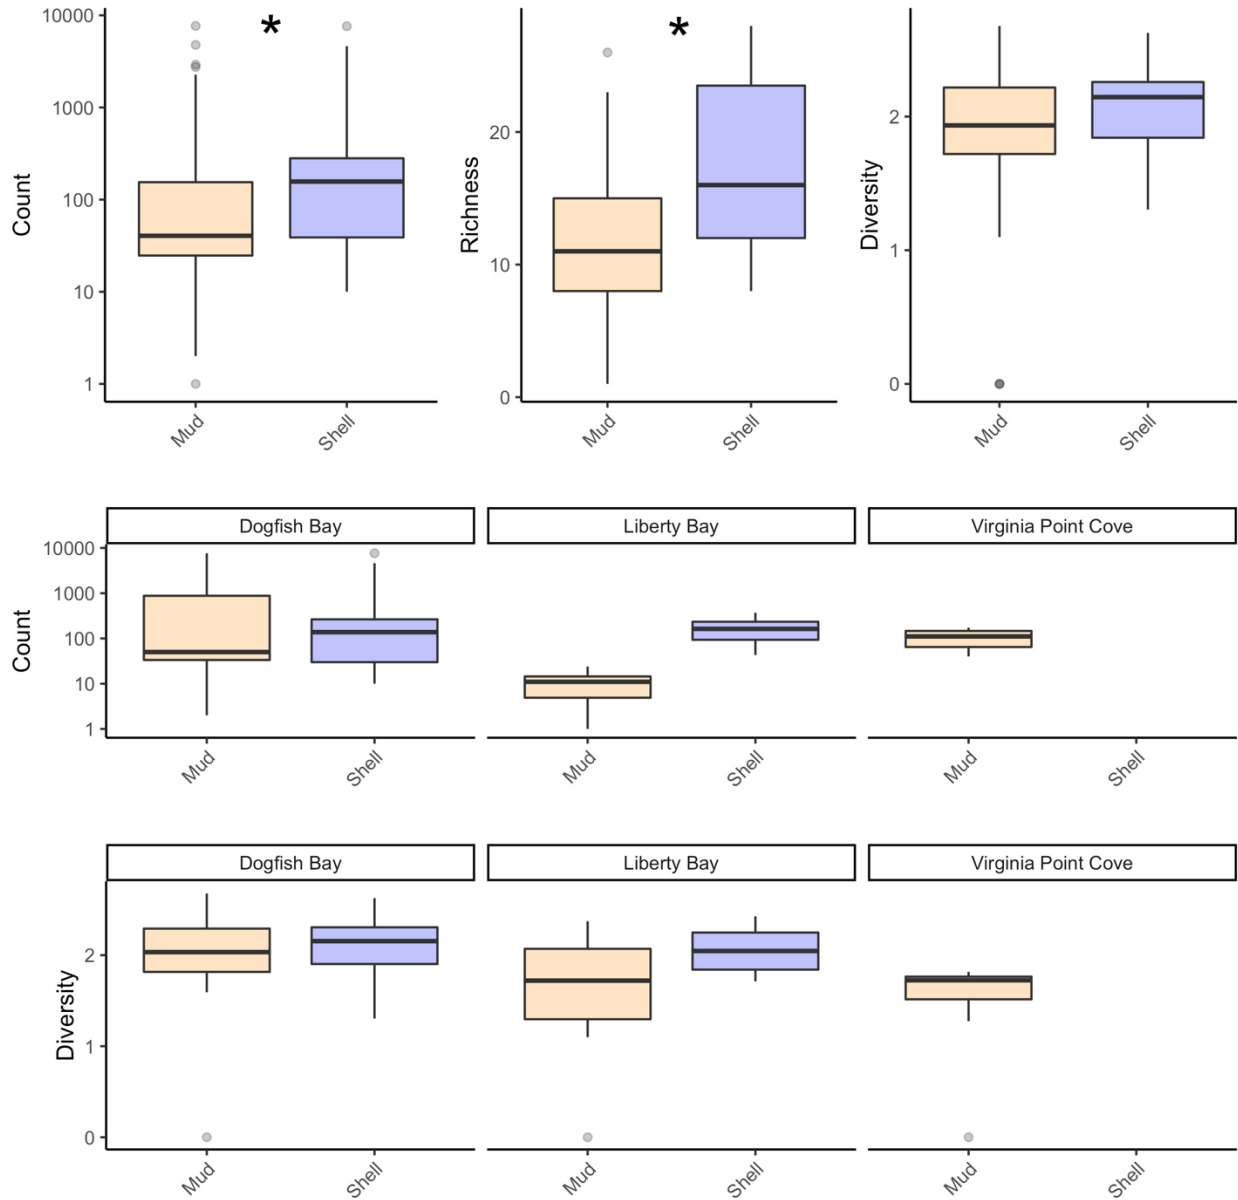 *
*
Count
10000
1000
100
10
1
Mud
Shell
Richness
20
10
0
Mud
Shell
Diversity
2
1
0
Mud
Shell
Dogfish Bay
Liberty Bay
Virginia Point Cove
Count
10000
1000
100
10
1
Mud
Shell
Mud
Shell
Mud
Shell
Dogfish Bay
Liberty Bay
Virginia Point Cove
Diversity
2
1
0
Mud
Shell
Mud
Shell
Mud
Shell